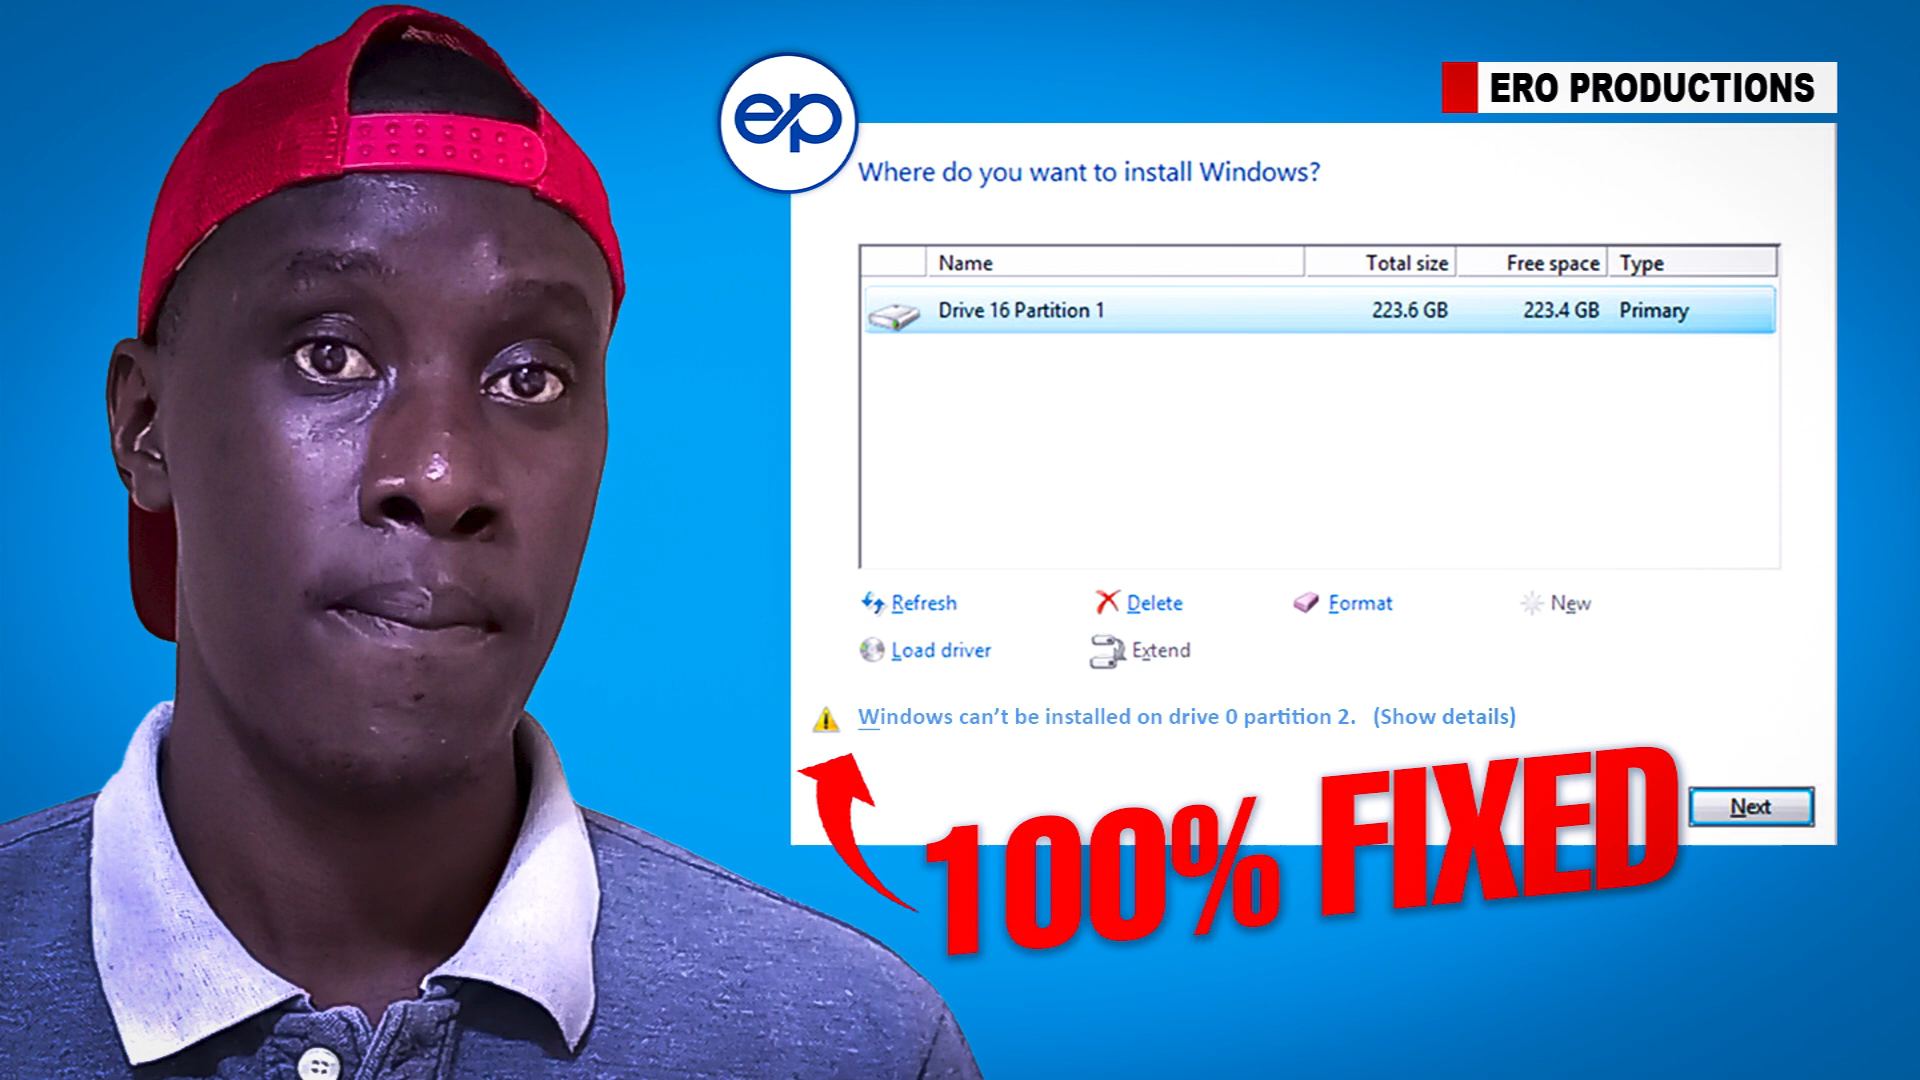 ep
ERO PRODUCTIONS
Where do you want to install Windows?
Name Total size Free space Type
Drive 16 Partition 1 223.6 GB 223.4 GB Primary
Refresh Delete Format New
Load driver Extend
Windows can't be installed on drive 0 partition 2. (Show details)
100% FIXED
Next